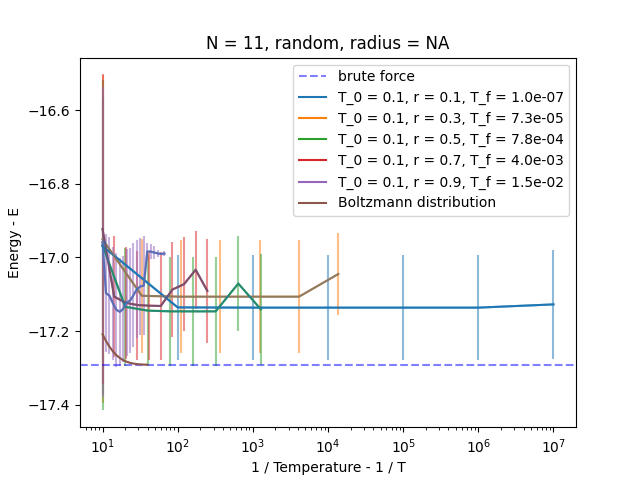 N = 11, random, radius = NA
Energy - E
−16.6
−16.8
−17.0
−17.2
−17.4
brute force
T_0 = 0.1, r = 0.1, T_f = 1.0e-07
T_0 = 0.1, r = 0.3, T_f = 7.3e-05
T_0 = 0.1, r = 0.5, T_f = 7.8e-04
T_0 = 0.1, r = 0.7, T_f = 4.0e-03
T_0 = 0.1, r = 0.9, T_f = 1.5e-02
Boltzmann distribution
10¹ 10² 10³ 10⁴ 10⁵ 10⁶ 10⁷
1 / Temperature - 1 / T